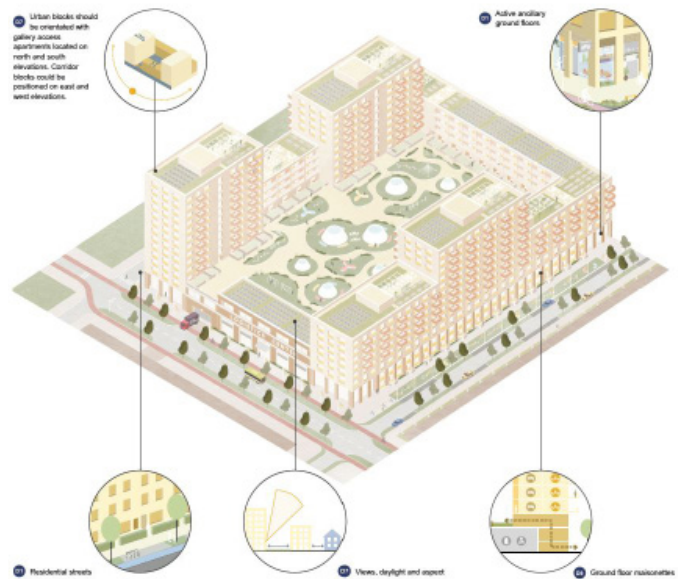 Urban blocks should
be orientated with
gallery access
apartments located on
north and south
elevations. Corridor
blocks could be
positioned on east and
west elevations.
Active ancillary
ground floors
Residential streets
Views, daylight and aspect
Ground floor maisonettes